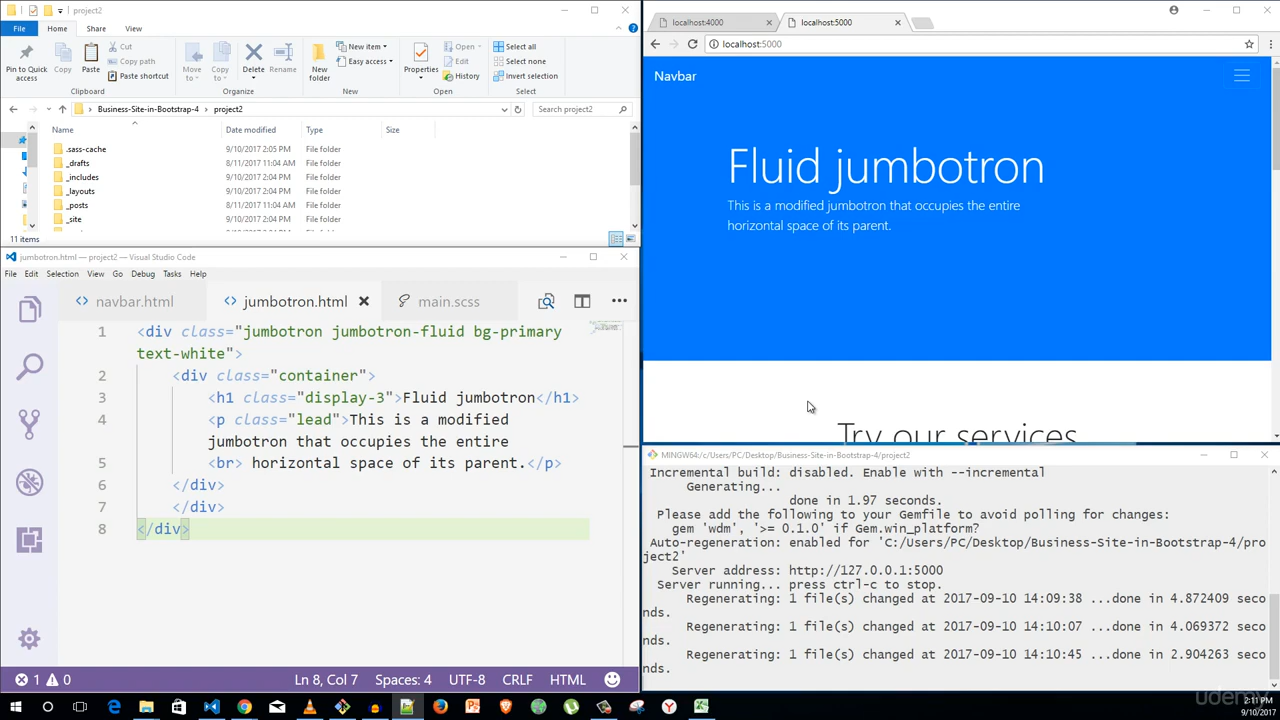 project2
File Home Share View
Pin to Quick access
Copy
Paste
Cut
Copy path
Paste shortcut
Clipboard
Move to
Copy to
Delete
Rename
Organize
New folder
New item
Easy access
New
Properties
Open
Edit
History
Open
Select all
Select none
Invert selection
Select
Business-Site-in-Bootstrap-4 project2
Search project2
Name Date modified Type Size
.sass-cache 9/10/2017 2:05 PM File folder
_drafts 8/11/2017 11:04 AM File folder
_includes 9/10/2017 2:04 PM File folder
_layouts 9/10/2017 2:04 PM File folder
_posts 8/11/2017 11:04 AM File folder
_site 9/10/2017 2:04 PM File folder
11 items
jumbotron.html — project2 — Visual Studio Code
File Edit Selection View Go Debug Tasks Help
navbar.html <> jumbotron.html main.scss
1 <div class="jumbotron jumbotron-fluid bg-primary
text-white">
2 <div class="container">
3 <h1 class="display-3">Fluid jumbotron</h1>
4 <p class="lead">This is a modified
jumbotron that occupies the entire
5 <br> horizontal space of its parent.</p>
6 </div>
7 </div>
8 </div>
1 0 Ln 8, Col 7 Spaces: 4 UTF-8 CRLF HTML
localhost:4000 localhost:5000
localhost:5000
Navbar
Fluid jumbotron
This is a modified jumbotron that occupies the entire
horizontal space of its parent.
Try our services
MINGW64:/c/Users/PC/Desktop/Business-Site-in-Bootstrap-4/project2
Incremental build: disabled. Enable with --incremental
Generating...
done in 1.97 seconds.
Please add the following to your Gemfile to avoid polling for changes:
gem 'wdm', '>= 0.1.0' if Gem.win_platform?
Auto-regeneration: enabled for 'C:/Users/PC/Desktop/Business-Site-in-Bootstrap-4/pro
ject2'
Server address: http://127.0.0.1:5000
Server running... press ctrl-c to stop.
Regenerating: 1 file(s) changed at 2017-09-10 14:09:38 ...done in 4.872409 seco
nds.
Regenerating: 1 file(s) changed at 2017-09-10 14:10:07 ...done in 4.069372 seco
nds.
Regenerating: 1 file(s) changed at 2017-09-10 14:10:45 ...done in 2.904263 seco
nds.
udemy
2:11 PM
9/10/2017